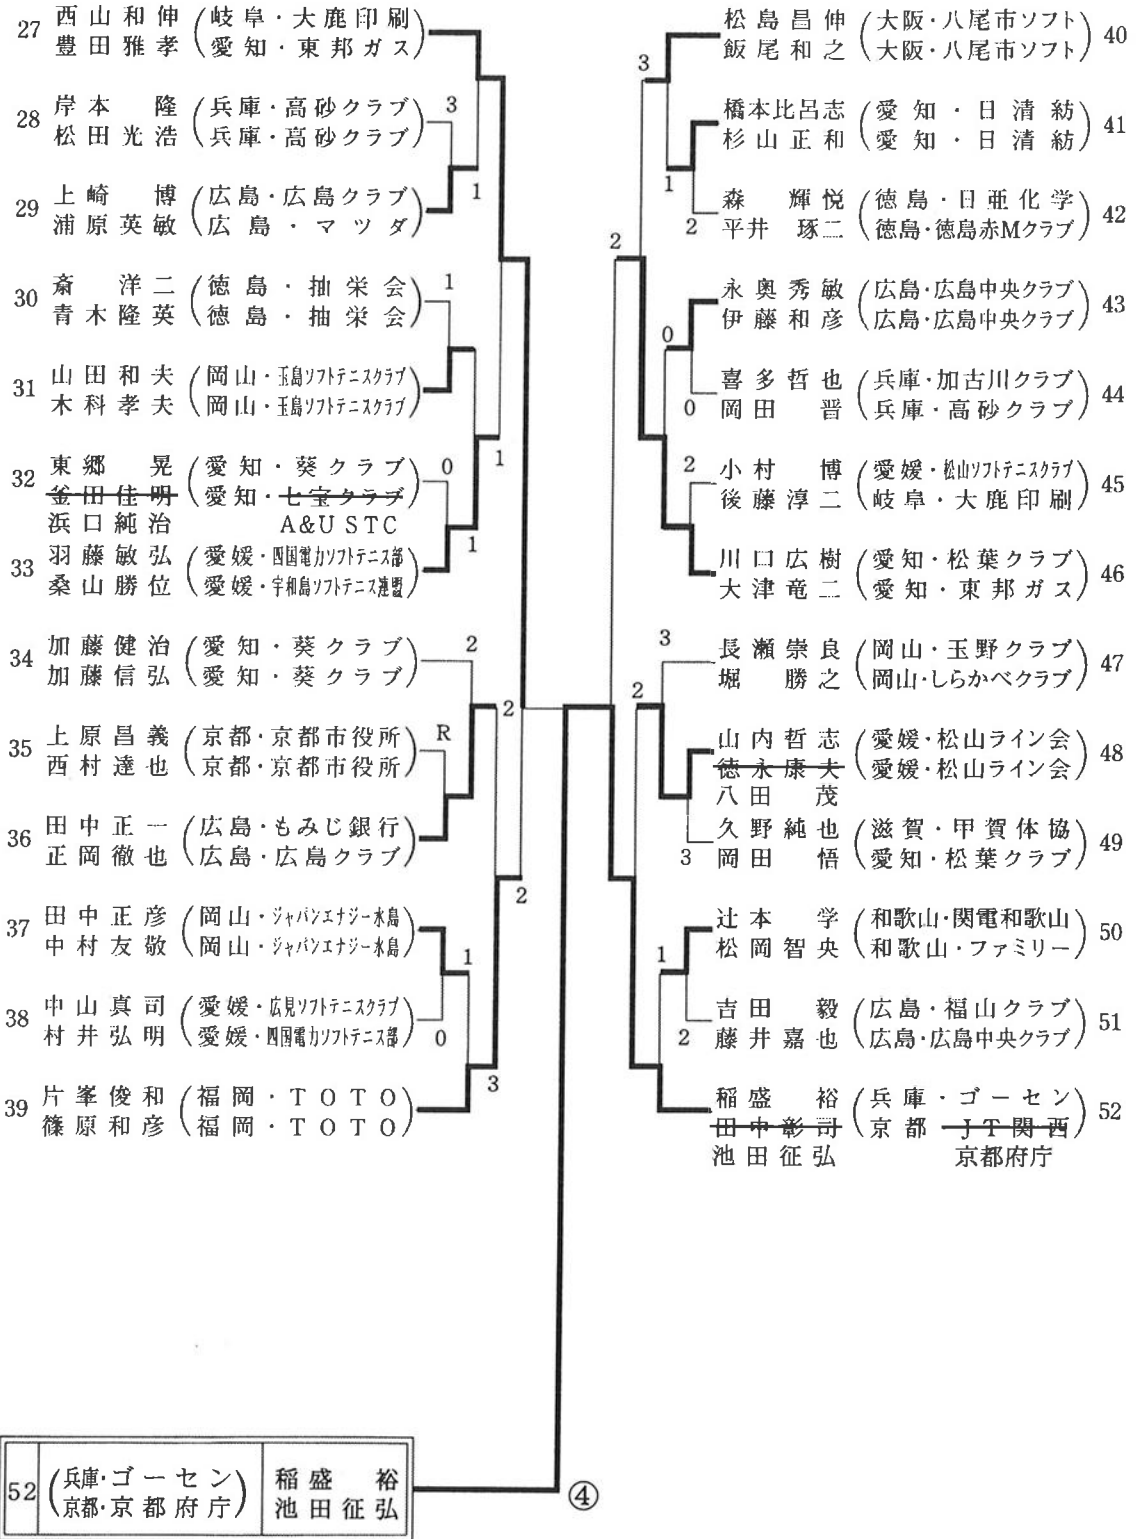 27 西山和伸 (岐阜・大鹿印刷)
豊田雅孝 (愛知・東邦ガス)
3
28 岸本 隆 (兵庫・高砂クラブ)
松田光浩 (兵庫・高砂クラブ)
29 上崎 博 (広島・広島クラブ)
浦原英敏 (広島・マツダ)
1
30 斎 洋二 (徳島・抽栄会)
青木隆英 (徳島・抽栄会)
1
31 山田和夫 (岡山・玉島ソフトテニスクラブ)
木科孝夫 (岡山・玉島ソフトテニスクラブ)
1
32 東郷 晃 (愛知・葵クラブ)
釜田佳明 (愛知・七宝クラブ)
浜口純治 A&U STC
0
1
33 羽藤敏弘 (愛媛・四国電力ソフトテニス部)
桑山勝位 (愛媛・宇和島ソフトテニス連盟)
34 加藤健治 (愛知・葵クラブ)
加藤信弘 (愛知・葵クラブ)
2
2
35 上原昌義 (京都・京都市役所)
西村達也 (京都・京都市役所)
R
36 田中正一 (広島・もみじ銀行)
正岡徹也 (広島・広島クラブ)
2
37 田中正彦 (岡山・ジャパンエナジー水島)
中村友敬 (岡山・ジャパンエナジー水島)
1
38 中山真司 (愛媛・広見ソフトテニスクラブ)
村井弘明 (愛媛・四国電力ソフトテニス部)
0
3
39 片峯俊和 (福岡・TOTO)
篠原和彦 (福岡・TOTO)
松島昌伸 (大阪・八尾市ソフト) 40
飯尾和之 (大阪・八尾市ソフト)
3
橋本比呂志 (愛知・日清紡) 41
杉山正和 (愛知・日清紡)
1
森 輝悦 (徳島・日亜化学) 42
平井琢二 (徳島・徳島赤Mクラブ)
2
2
永奥秀敏 (広島・広島中央クラブ) 43
伊藤和彦 (広島・広島中央クラブ)
0
喜多哲也 (兵庫・加古川クラブ) 44
岡田 晋 (兵庫・高砂クラブ)
0
小村 博 (愛媛・松山ソフトテニスクラブ) 45
後藤淳二 (岐阜・大鹿印刷)
2
川口広樹 (愛知・松葉クラブ) 46
大津竜二 (愛知・東邦ガス)
長瀬崇良 (岡山・玉野クラブ) 47
堀 勝之 (岡山・しらかべクラブ)
3
2
山内哲志 (愛媛・松山ライン会) 48
徳永康夫 (愛媛・松山ライン会)
八田 茂
久野純也 (滋賀・甲賀体協) 49
岡田 悟 (愛知・松葉クラブ)
3
辻本 学 (和歌山・関電和歌山) 50
松岡智央 (和歌山・ファミリー)
1
吉田 毅 (広島・福山クラブ) 51
藤井嘉也 (広島・広島中央クラブ)
2
稲盛 裕 (兵庫・ゴーセン) 52
田中彰司 (京都 JT関西)
池田征弘 京都府庁
52 (兵庫・ゴーセン) 稲盛 裕
(京都・京都府庁) 池田征弘
④